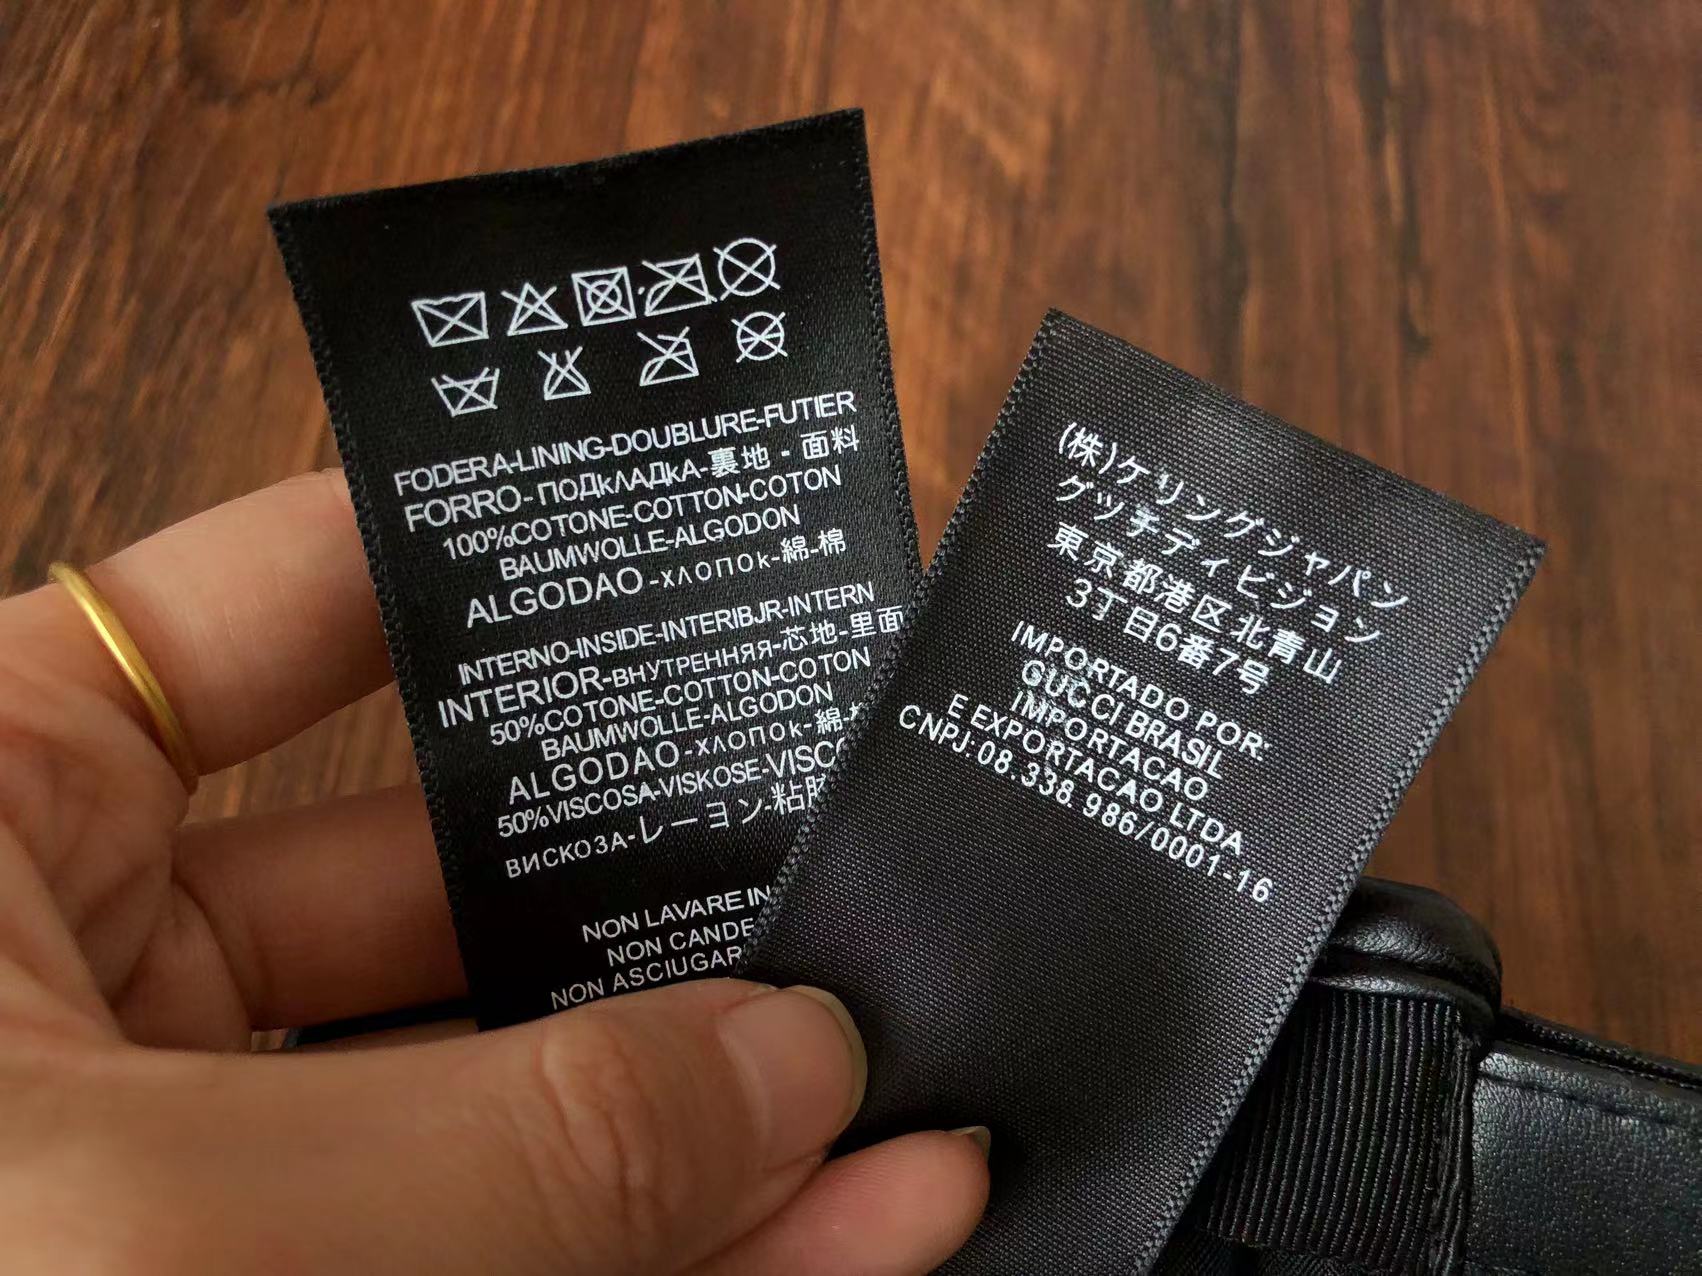 FODERA-LINING-DOUBLURE-FUTIER
FORRO-ПОДкЛАДкА-裏地-面料
100%COTONE-COTTON-COTON
BAUMWOLLE-ALGODON
ALGODAO-хлопок-綿-棉
INTERNO-INSIDE-INTERIBJR-INTERN
INTERIOR-ВНУТРЕННЯЯ-芯地-里面
50%COTONE-COTTON-COTON
BAUMWOLLE-ALGODON
ALGODAO-хлопок-綿-
50%VISCOSA-VISKOSE-VISC
ВИСКОЗА-レーヨン-粘
NON LAVARE IN
NON CANDE
NON ASCIUGAR
(株)ケリングジャパン
グッチディビジョン
東京都港区北青山
3丁目6番7号
IMPORTADO POR:
GUCCI BRASIL
IMPORTACAO
E EXPORTACAO LTDA
CNPJ:08.338.986/0001-16